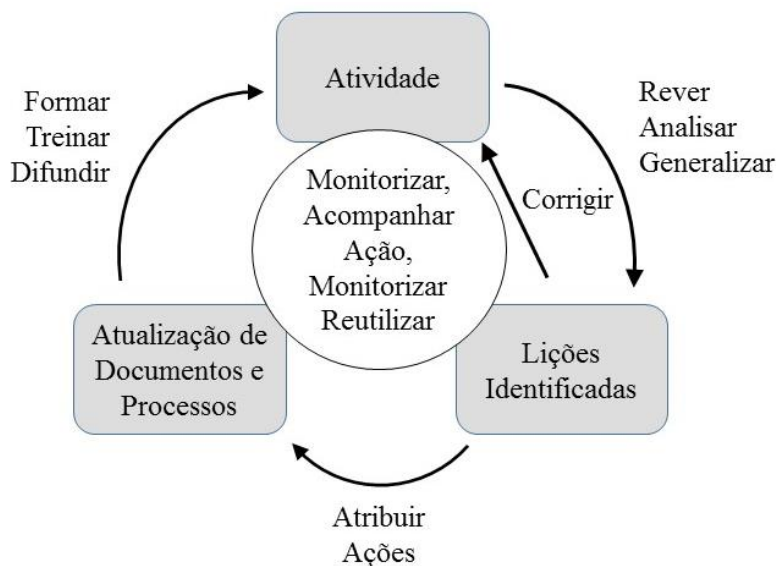 Atividade
Formar
Treinar
Difundir
Rever
Analisar
Generalizar
Monitorizar,
Acompanhar
Ação,
Monitorizar
Reutilizar
Corrigir
Atualização de
Documentos e
Processos
Lições
Identificadas
Atribuir
Ações